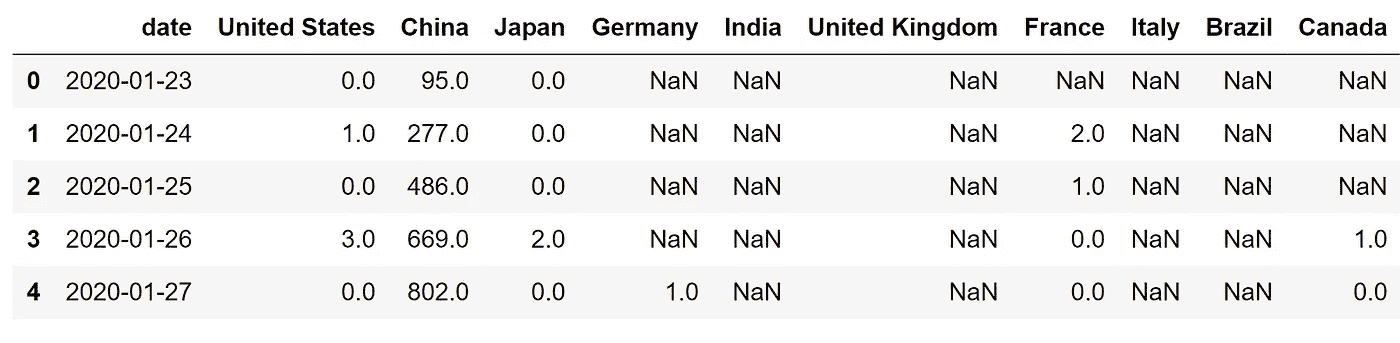 date United States China Japan Germany India United Kingdom France Italy Brazil Canada
0 2020-01-23 0.0 95.0 0.0 NaN NaN NaN NaN NaN NaN NaN
1 2020-01-24 1.0 277.0 0.0 NaN NaN NaN 2.0 NaN NaN NaN
2 2020-01-25 0.0 486.0 0.0 NaN NaN NaN 1.0 NaN NaN NaN
3 2020-01-26 3.0 669.0 2.0 NaN NaN NaN 0.0 NaN NaN 1.0
4 2020-01-27 0.0 802.0 0.0 1.0 NaN NaN 0.0 NaN NaN 0.0